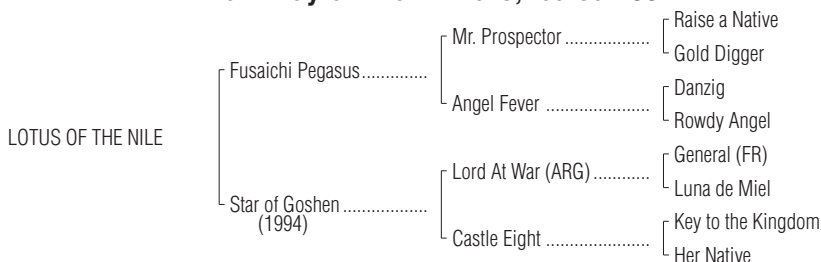 Raise a Native
Mr. Prospector ..................
Gold Digger
Fusaichi Pegasus..............
Danzig
Angel Fever ......................
Rowdy Angel
LOTUS OF THE NILE
General (FR)
Lord At War (ARG) ............
Luna de Miel
Star of Goshen ..................
(1994)
Key to the Kingdom
Castle Eight ......................
Her Native